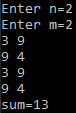 Enter n=2
Enter m=2
3 9
9 4
3 9
9 4
sum=13